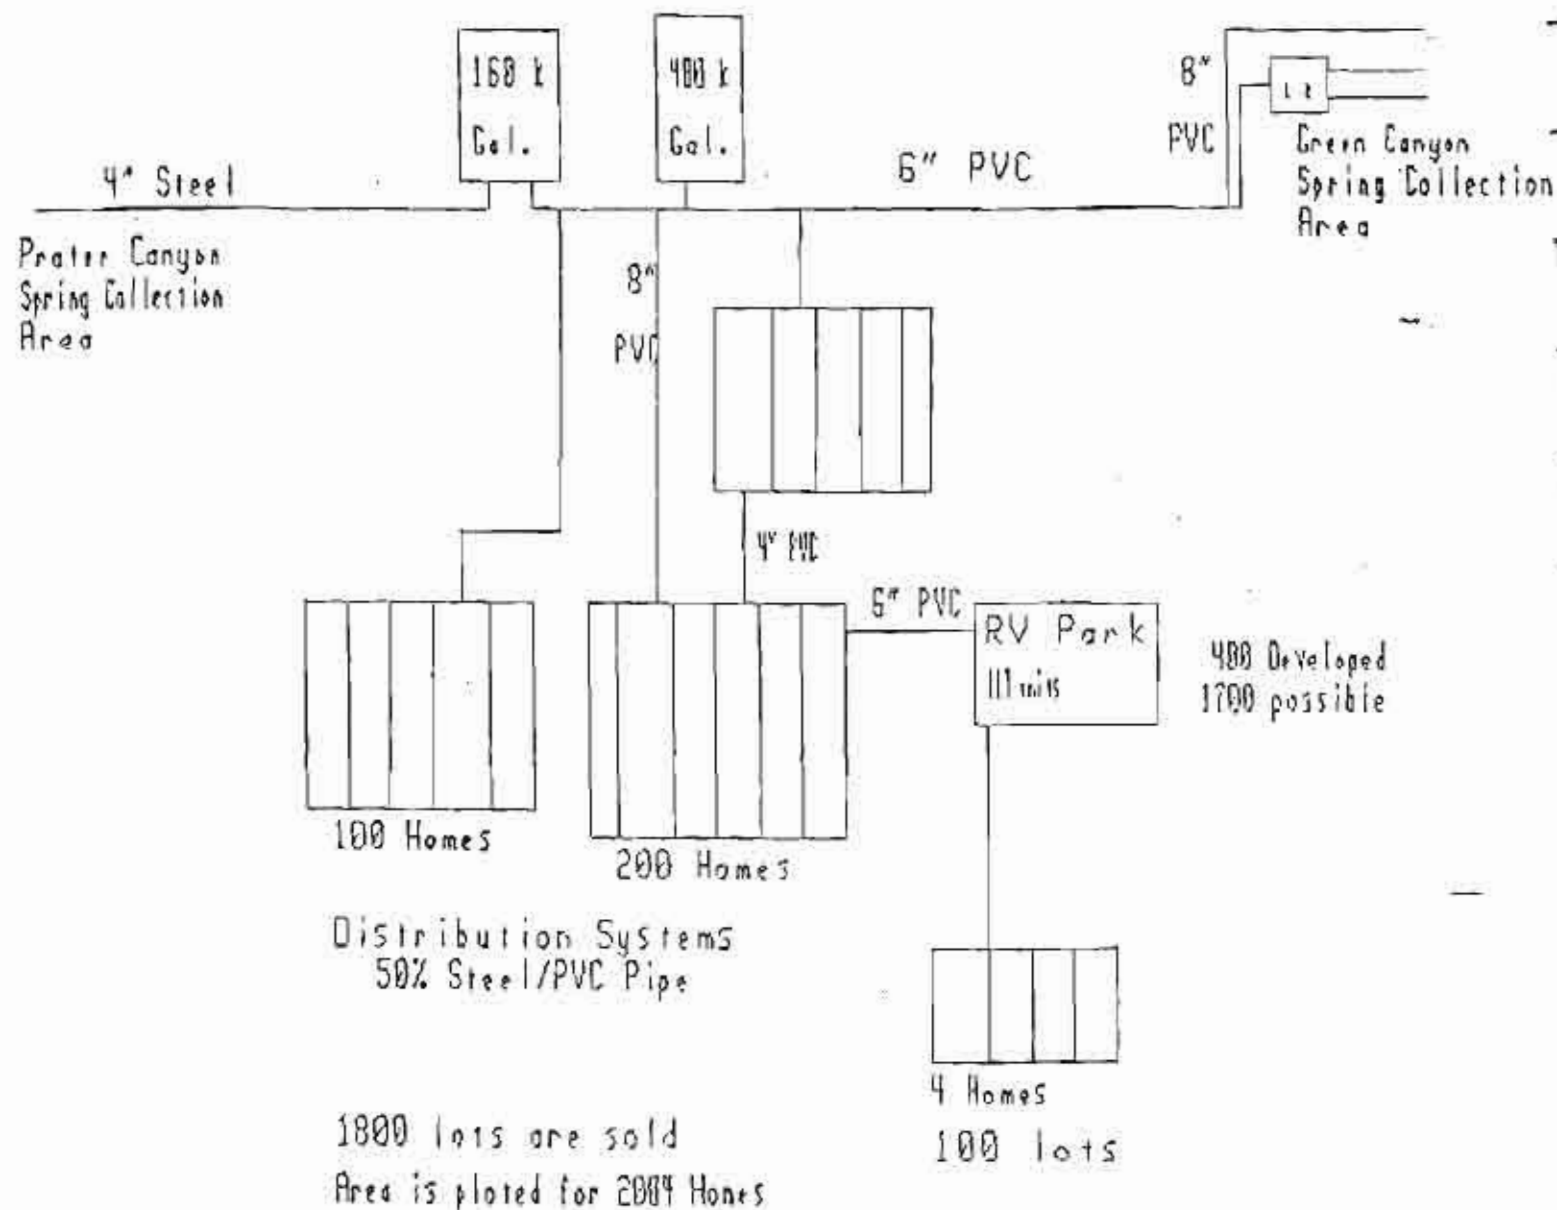 160 k
Gal.
400 k
Gal.
8"
PVC
4" Steel
6" PVC
Green Canyon
Spring Collection
Area
Prater Canyon
Spring Collection
Area
8"
PVC
4" PVC
6" PVC
RV Park
400 Developed
1700 possible
100 Homes
200 Homes
Distribution Systems
50% Steel/PVC Pipe
4 Homes
100 lots
1800 lots are sold
Area is ploted for 2004 Homes